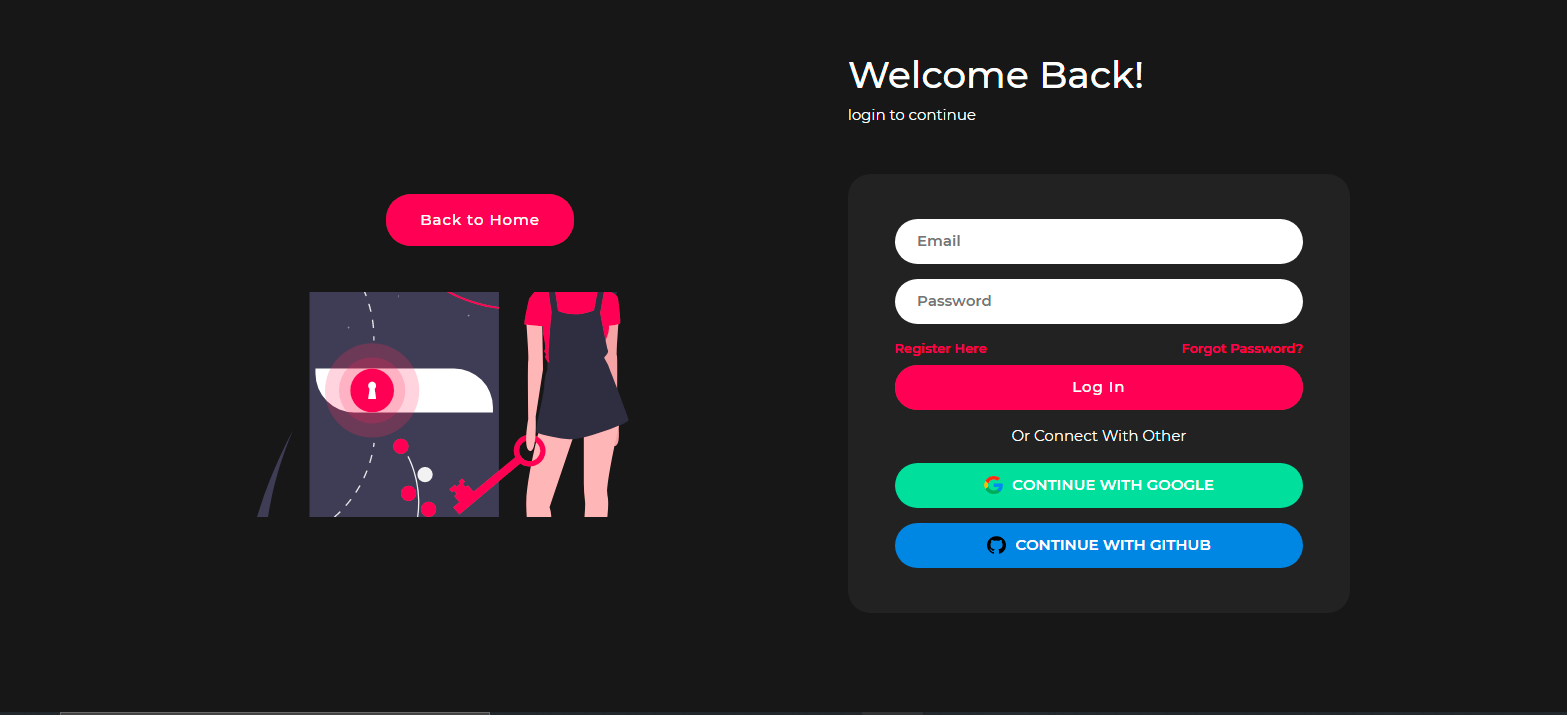 Welcome Back!
login to continue
Back to Home
Email
Password
Register Here
Forgot Password?
Log In
Or Connect With Other
CONTINUE WITH GOOGLE
CONTINUE WITH GITHUB